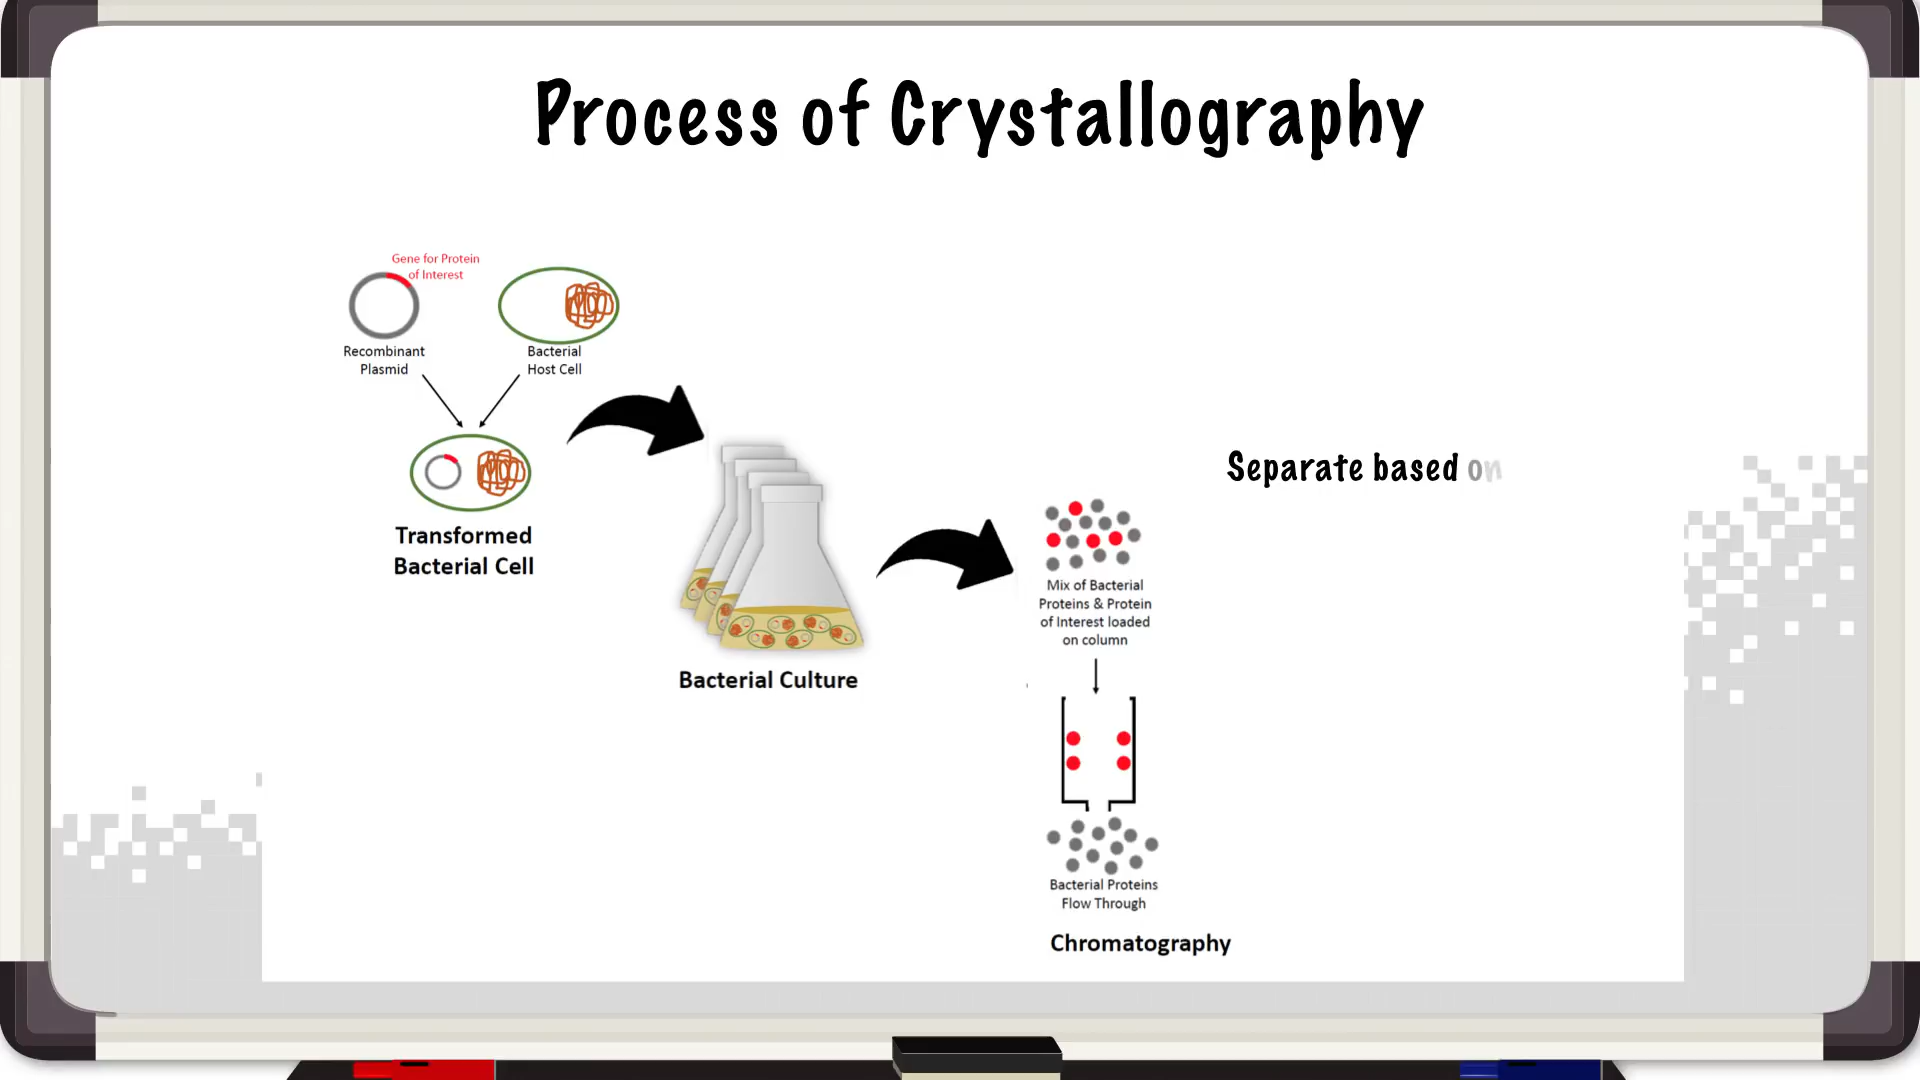 Process of Crystallography
Gene for Protein
of Interest
Recombinant
Plasmid
Bacterial
Host Cell
Transformed
Bacterial Cell
Bacterial Culture
Separate based on
Mix of Bacterial
Proteins & Protein
of Interest loaded
on column
Bacterial Proteins
Flow Through
Chromatography